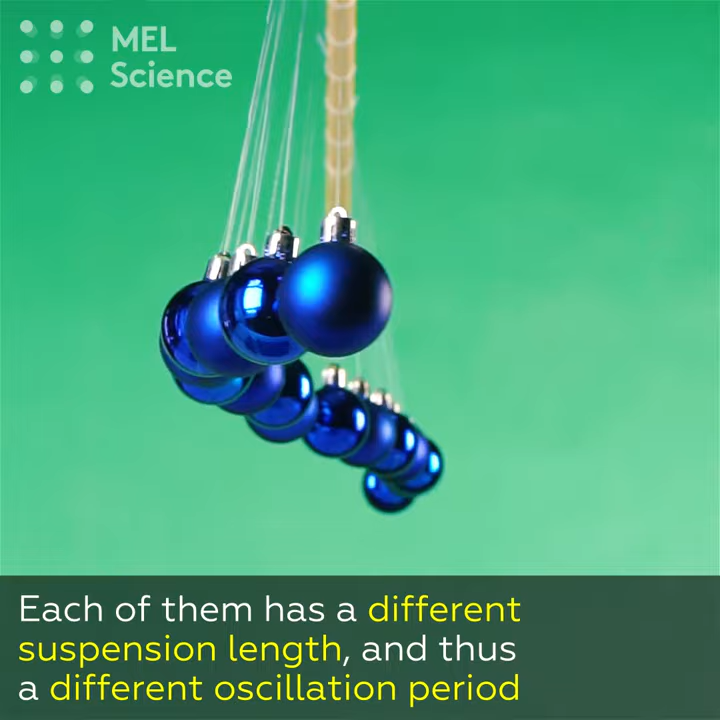 MEL
Science
Each of them has a different
suspension length, and thus
a different oscillation period